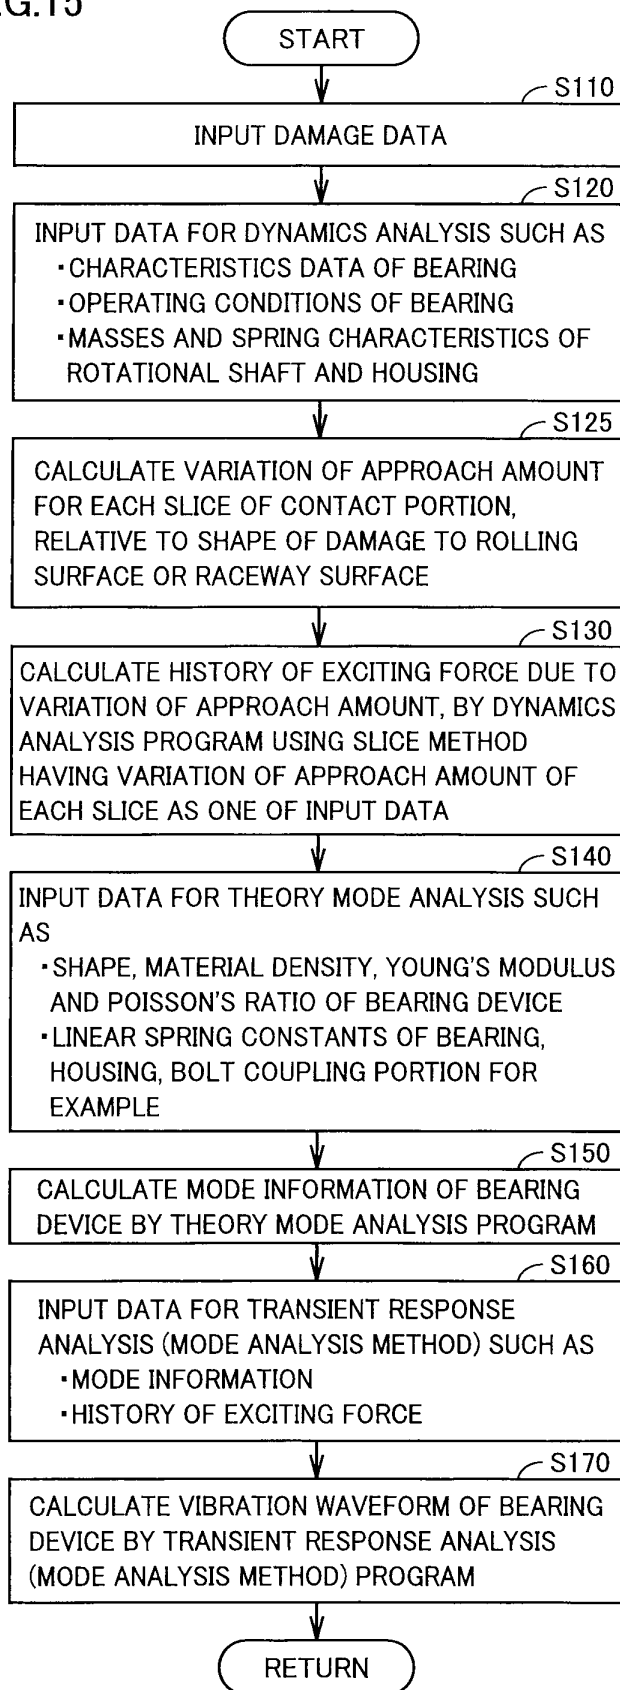 FIG.15
START
S110
INPUT DAMAGE DATA
S120
INPUT DATA FOR DYNAMICS ANALYSIS SUCH AS
・CHARACTERISTICS DATA OF BEARING
・OPERATING CONDITIONS OF BEARING
・MASSES AND SPRING CHARACTERISTICS OF
ROTATIONAL SHAFT AND HOUSING
S125
CALCULATE VARIATION OF APPROACH AMOUNT
FOR EACH SLICE OF CONTACT PORTION,
RELATIVE TO SHAPE OF DAMAGE TO ROLLING
SURFACE OR RACEWAY SURFACE
S130
CALCULATE HISTORY OF EXCITING FORCE DUE TO
VARIATION OF APPROACH AMOUNT, BY DYNAMICS
ANALYSIS PROGRAM USING SLICE METHOD
HAVING VARIATION OF APPROACH AMOUNT OF
EACH SLICE AS ONE OF INPUT DATA
S140
INPUT DATA FOR THEORY MODE ANALYSIS SUCH
AS
・SHAPE, MATERIAL DENSITY, YOUNG'S MODULUS
AND POISSON'S RATIO OF BEARING DEVICE
・LINEAR SPRING CONSTANTS OF BEARING,
HOUSING, BOLT COUPLING PORTION FOR
EXAMPLE
S150
CALCULATE MODE INFORMATION OF BEARING
DEVICE BY THEORY MODE ANALYSIS PROGRAM
S160
INPUT DATA FOR TRANSIENT RESPONSE
ANALYSIS (MODE ANALYSIS METHOD) SUCH AS
・MODE INFORMATION
・HISTORY OF EXCITING FORCE
S170
CALCULATE VIBRATION WAVEFORM OF BEARING
DEVICE BY TRANSIENT RESPONSE ANALYSIS
(MODE ANALYSIS METHOD) PROGRAM
RETURN